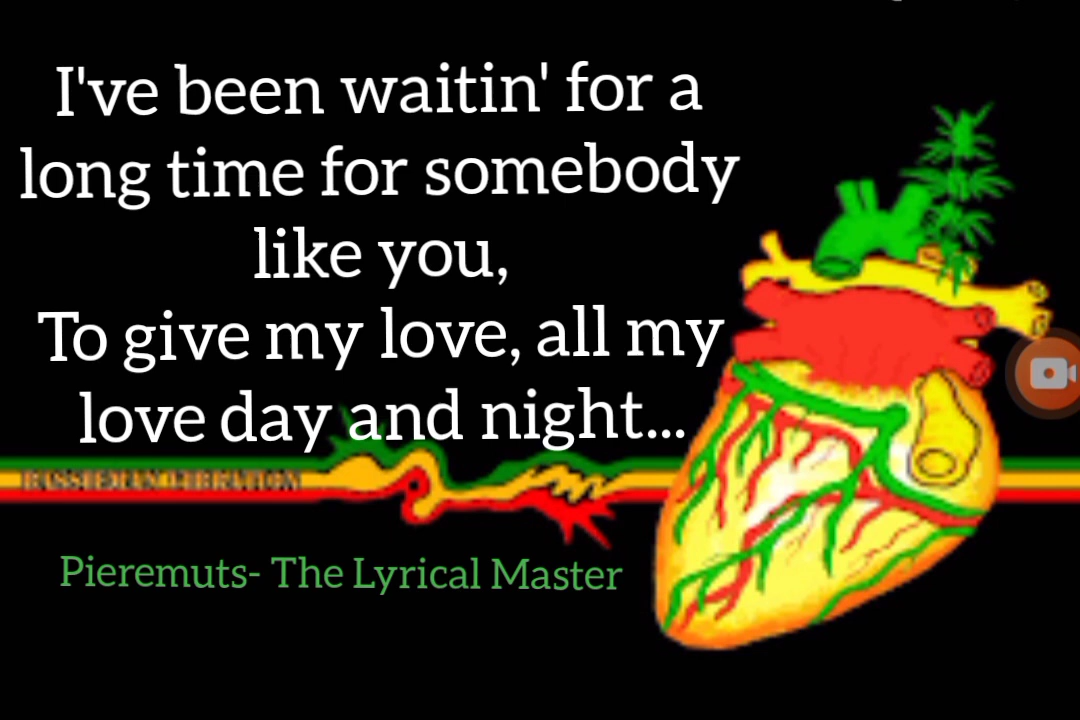 I've been waitin' for a
long time for somebody
like you,
To give my love, all my
love day and night...
Pieremuts- The Lyrical Master